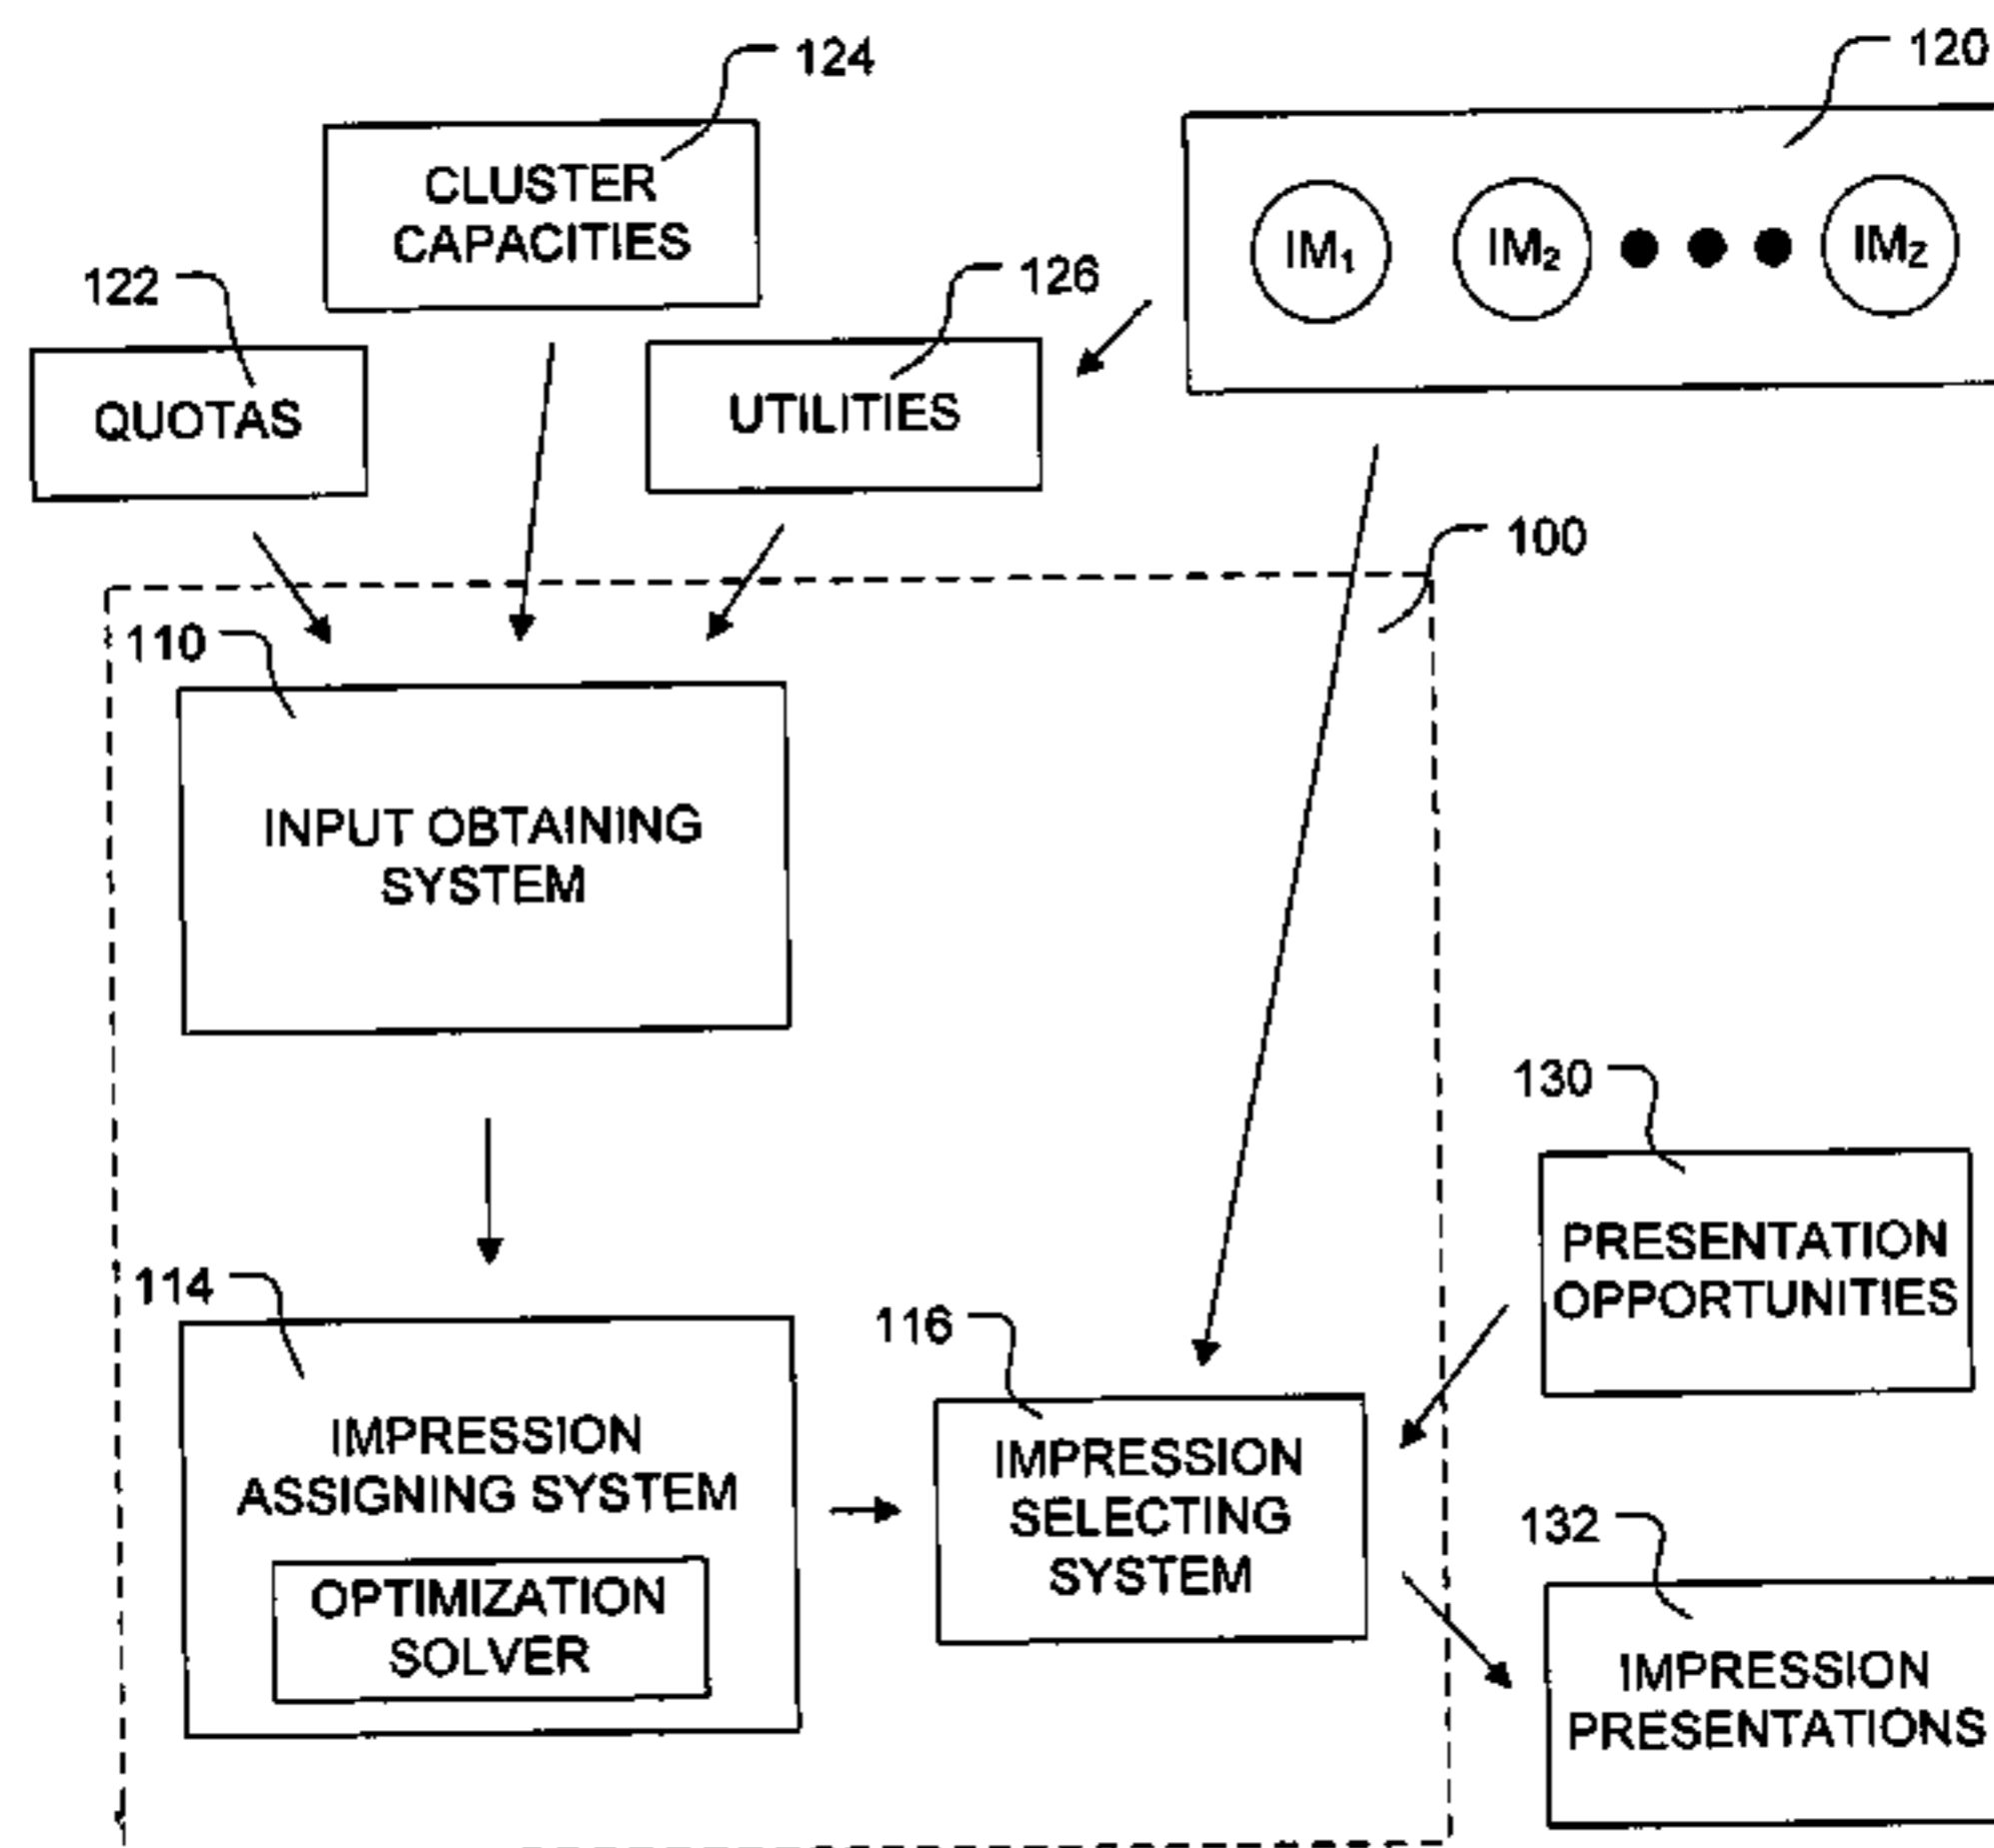 124
120
CLUSTER
CAPACITIES
IM₁ IM₂ IM_Z
122
126
QUOTAS
UTILITIES
100
110
INPUT OBTAINING
SYSTEM
130
PRESENTATION
OPPORTUNITIES
114
116
IMPRESSION
ASSIGNING SYSTEM
IMPRESSION
SELECTING
SYSTEM
OPTIMIZATION
SOLVER
132
IMPRESSION
PRESENTATIONS